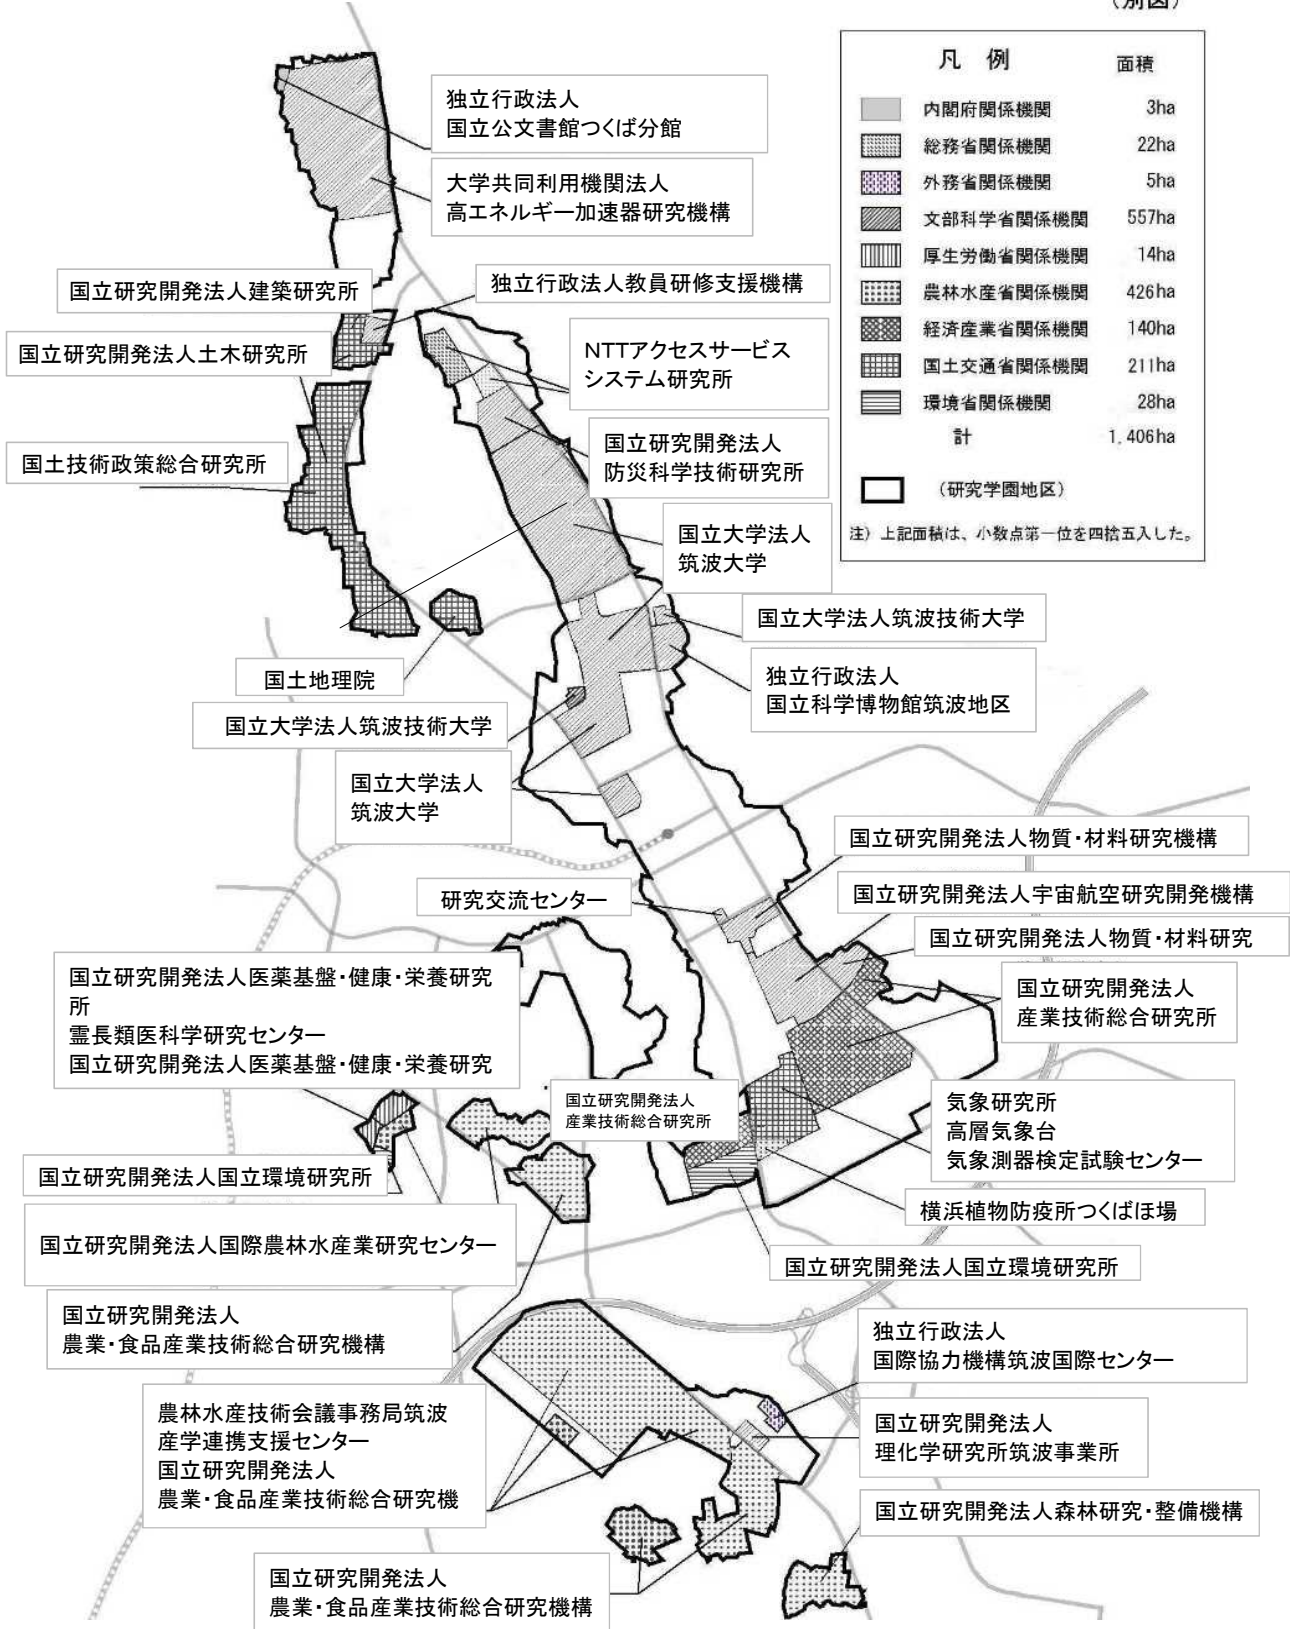 (別図)
凡 例
面積
内閣府関係機関 3ha
総務省関係機関 22ha
外務省関係機関 5ha
文部科学省関係機関 557ha
厚生労働省関係機関 14ha
農林水産省関係機関 426ha
経済産業省関係機関 140ha
国土交通省関係機関 211ha
環境省関係機関 28ha
計 1,406ha
(研究学園地区)
注）上記面積は、小数点第一位を四捨五入した。
独立行政法人
国立公文書館つくば分館
大学共同利用機関法人
高エネルギー加速器研究機構
国立研究開発法人建築研究所
独立行政法人教員研修支援機構
国立研究開発法人土木研究所
NTTアクセスサービス
システム研究所
国土技術政策総合研究所
国立研究開発法人
防災科学技術研究所
国立大学法人
筑波大学
国立大学法人筑波技術大学
国土地理院
独立行政法人
国立科学博物館筑波地区
国立大学法人筑波技術大学
国立大学法人
筑波大学
国立研究開発法人物質・材料研究機構
研究交流センター
国立研究開発法人宇宙航空研究開発機構
国立研究開発法人物質・材料研究
国立研究開発法人医薬基盤・健康・栄養研究
所
霊長類医科学研究センター
国立研究開発法人医薬基盤・健康・栄養研究
国立研究開発法人
産業技術総合研究所
国立研究開発法人
産業技術総合研究所
気象研究所
高層気象台
気象測器検定試験センター
国立研究開発法人国立環境研究所
横浜植物防疫所つくばほ場
国立研究開発法人国際農林水産業研究センター
国立研究開発法人国立環境研究所
国立研究開発法人
農業・食品産業技術総合研究機構
独立行政法人
国際協力機構筑波国際センター
農林水産技術会議事務局筑波
産学連携支援センター
国立研究開発法人
農業・食品産業技術総合研究機
国立研究開発法人
理化学研究所筑波事業所
国立研究開発法人森林研究・整備機構
国立研究開発法人
農業・食品産業技術総合研究機構